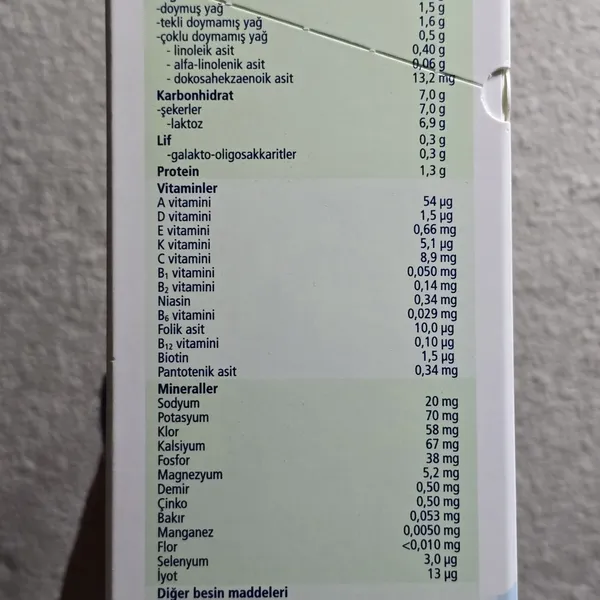 -doymuş yağ 1,5 g
-tekli doymamış yağ 1,6 g
-çoklu doymamış yağ 0,5 g
- linoleik asit 0,40 g
- alfa-linolenik asit 0,06 g
- dokosahekzaenoik asit 13,2 mg
Karbonhidrat 7,0 g
-şekerler 7,0 g
-laktoz 6,9 g
Lif 0,3 g
-galakto-oligosakkaritler 0,3 g
Protein 1,3 g
Vitaminler
A vitamini 54 µg
D vitamini 1,5 µg
E vitamini 0,66 mg
K vitamini 5,1 µg
C vitamini 8,9 mg
B₁ vitamini 0,050 mg
B₂ vitamini 0,14 mg
Niasin 0,34 mg
B₆ vitamini 0,029 mg
Folik asit 10,0 µg
B₁₂ vitamini 0,10 µg
Biotin 1,5 µg
Pantotenik asit 0,34 mg
Mineraller
Sodyum 20 mg
Potasyum 70 mg
Klor 58 mg
Kalsiyum 67 mg
Fosfor 38 mg
Magnezyum 5,2 mg
Demir 0,50 mg
Çinko 0,50 mg
Bakır 0,053 mg
Manganez 0,0050 mg
Flor <0,010 mg
Selenyum 3,0 µg
İyot 13 µg
Diğer besin maddeleri